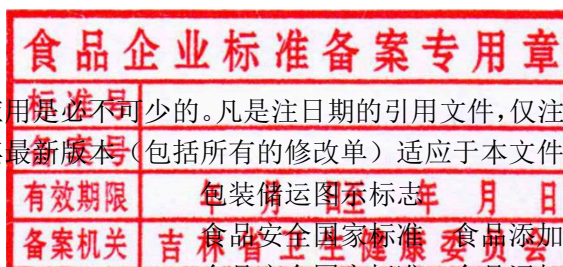 食品企业标准备案专用章
标准号
用是必不可少的。凡是注日期的引用文件，仅注
备案号
最新版本（包括所有的修改单）适应于本文件
有效期限 年 月 日至 年 月 日
包装储运图示标志
备案机关 吉林省卫生健康委员会
食品安全国家标准 食品添加